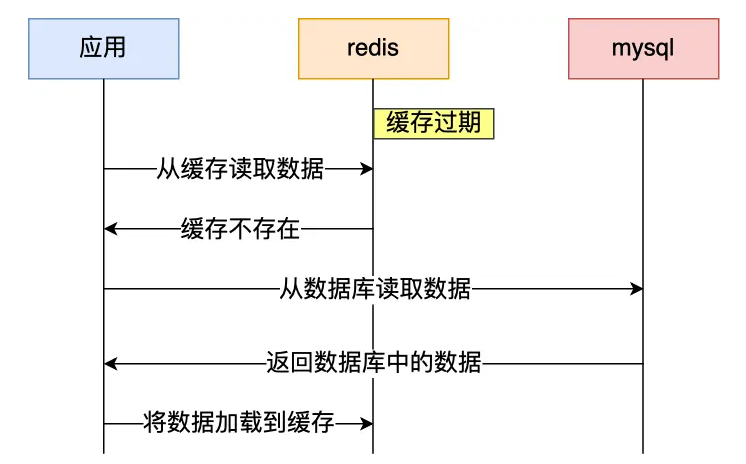 应用
redis
mysql
缓存过期
从缓存读取数据
缓存不存在
从数据库读取数据
返回数据库中的数据
将数据加载到缓存